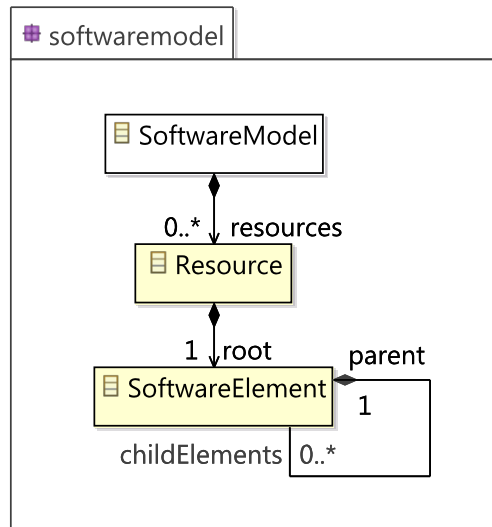 softwaremodel
SoftwareModel
0..* resources
Resource
1 root
parent
SoftwareElement
1
childElements 0..*